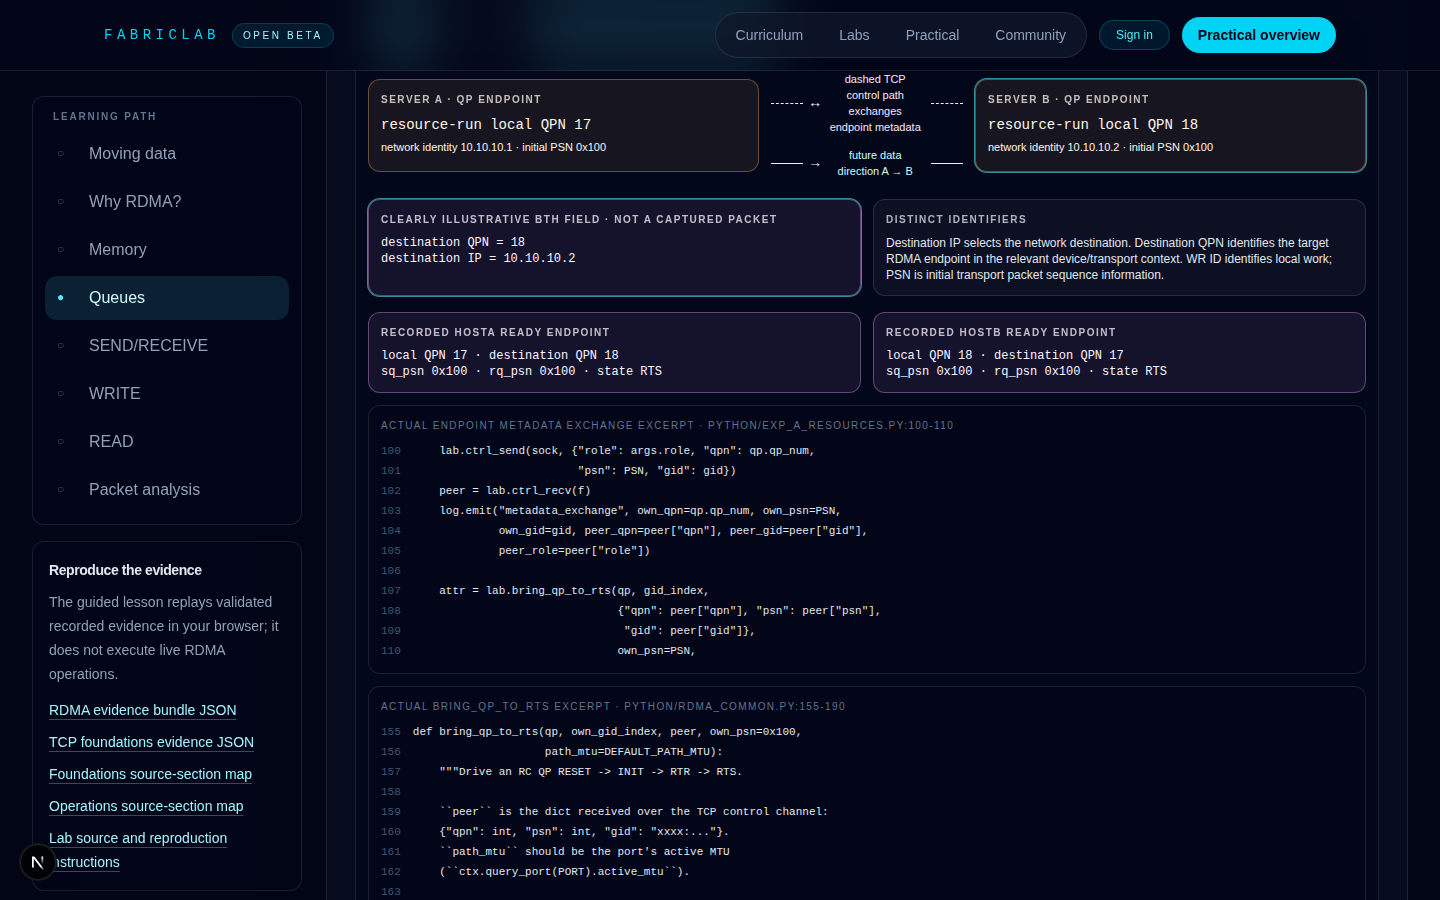 FABRICLAB
OPEN BETA
Curriculum
Labs
Practical
Community
Sign in
Practical overview
LEARNING PATH
Moving data
Why RDMA?
Memory
Queues
SEND/RECEIVE
WRITE
READ
Packet analysis
Reproduce the evidence
The guided lesson replays validated
recorded evidence in your browser; it
does not execute live RDMA
operations.
RDMA evidence bundle JSON
TCP foundations evidence JSON
Foundations source-section map
Operations source-section map
Lab source and reproduction
instructions
N
SERVER A · QP ENDPOINT
resource-run local QPN 17
network identity 10.10.10.1 · initial PSN 0x100
↔
dashed TCP
control path
exchanges
endpoint metadata
→
future data
direction A → B
SERVER B · QP ENDPOINT
resource-run local QPN 18
network identity 10.10.10.2 · initial PSN 0x100
CLEARLY ILLUSTRATIVE BTH FIELD · NOT A CAPTURED PACKET
destination QPN = 18
destination IP = 10.10.10.2
DISTINCT IDENTIFIERS
Destination IP selects the network destination. Destination QPN identifies the target
RDMA endpoint in the relevant device/transport context. WR ID identifies local work;
PSN is initial transport packet sequence information.
RECORDED HOSTA READY ENDPOINT
local QPN 17 · destination QPN 18
sq_psn 0x100 · rq_psn 0x100 · state RTS
RECORDED HOSTB READY ENDPOINT
local QPN 18 · destination QPN 17
sq_psn 0x100 · rq_psn 0x100 · state RTS
ACTUAL ENDPOINT METADATA EXCHANGE EXCERPT · PYTHON/EXP_A_RESOURCES.PY:100-110
100     lab.ctrl_send(sock, {"role": args.role, "qpn": qp.qp_num,
101                          "psn": PSN, "gid": gid})
102     peer = lab.ctrl_recv(f)
103     log.emit("metadata_exchange", own_qpn=qp.qp_num, own_psn=PSN,
104              own_gid=gid, peer_qpn=peer["qpn"], peer_gid=peer["gid"],
105              peer_role=peer["role"])
106
107     attr = lab.bring_qp_to_rts(qp, gid_index,
108                                {"qpn": peer["qpn"], "psn": peer["psn"],
109                                 "gid": peer["gid"]},
110                                own_psn=PSN,
ACTUAL BRING_QP_TO_RTS EXCERPT · PYTHON/RDMA_COMMON.PY:155-190
155 def bring_qp_to_rts(qp, own_gid_index, peer, own_psn=0x100,
156                     path_mtu=DEFAULT_PATH_MTU):
157     """Drive an RC QP RESET -> INIT -> RTR -> RTS.
158
159     ``peer`` is the dict received over the TCP control channel:
160     {"qpn": int, "psn": int, "gid": "xxxx:..."}.
161     ``path_mtu`` should be the port's active MTU
162     (``ctx.query_port(PORT).active_mtu``).
163